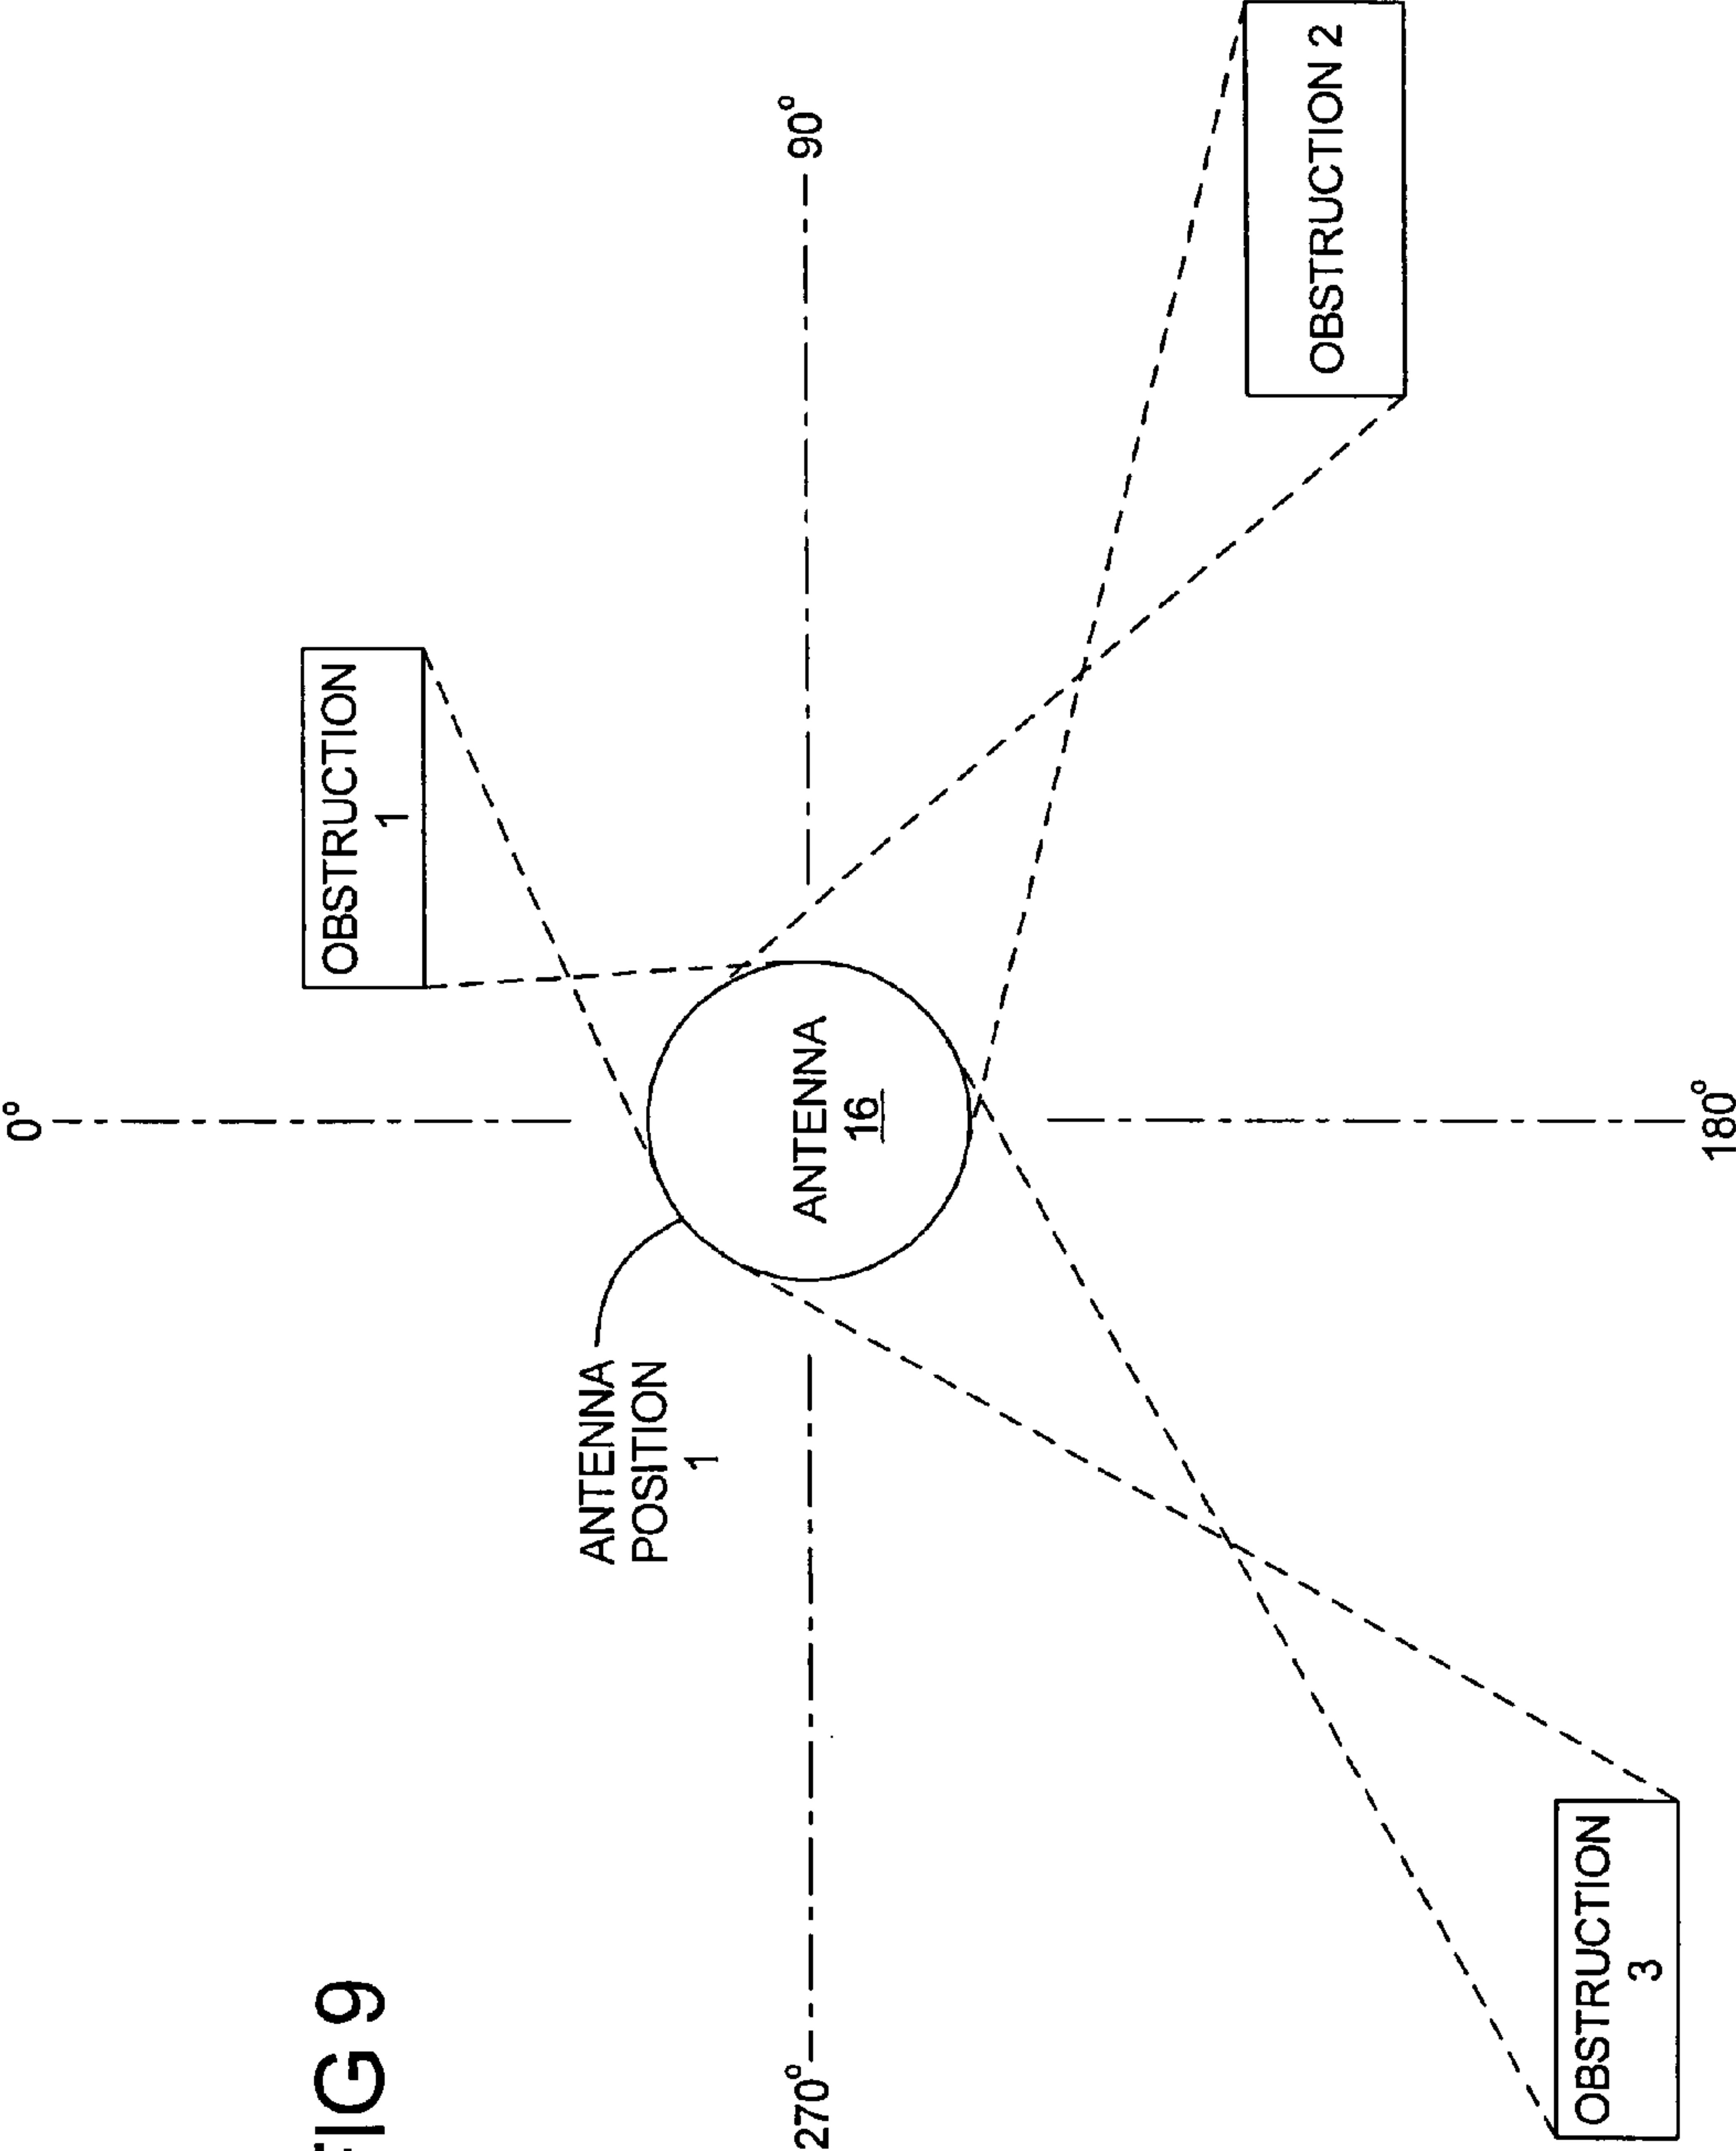 0°
FIG 9
OBSTRUCTION
1
ANTENNA
POSITION
1
270°
ANTENNA
16
90°
OBSTRUCTION 2
OBSTRUCTION
3
180°